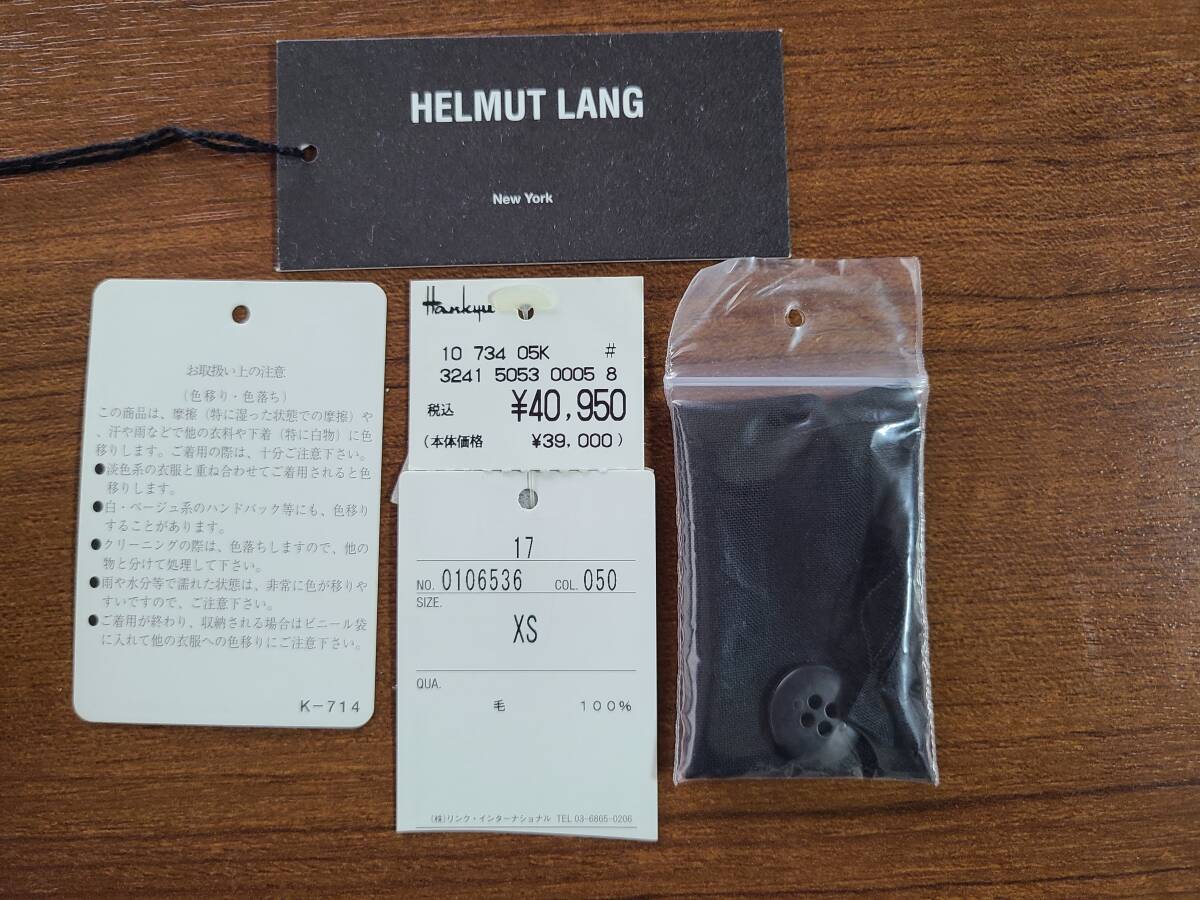 HELMUT LANG
New York
お取扱い上の注意
(色移り・色落ち)
この商品は、摩擦(特に湿った状態での摩擦)や
、汗や雨などで他の衣料や下着(特に白物)に色
移りします。ご着用の際は、十分ご注意下さい。
●淡色系の衣服と重ね合わせてご着用されると色
移りします。
●白・ベージュ系のハンドバック等にも、色移り
することがあります。
●クリーニングの際は、色落ちしますので、他の
物と分けて処理して下さい。
●雨や水分等で濡れた状態は、非常に色が移りや
すいですので、ご注意下さい。
●ご着用が終わり、収納される場合はビニール袋
に入れて他の衣服への色移りにご注意下さい。
K-714
Hankyu
10 734 05K #
3241 5053 0005 8
税込 ¥40,950
(本体価格 ¥39,000)
17
NO. 0106536 COL. 050
SIZE.
XS
QUA.
毛 100%
(株)リンク・インターナショナル TEL 03-6865-0206